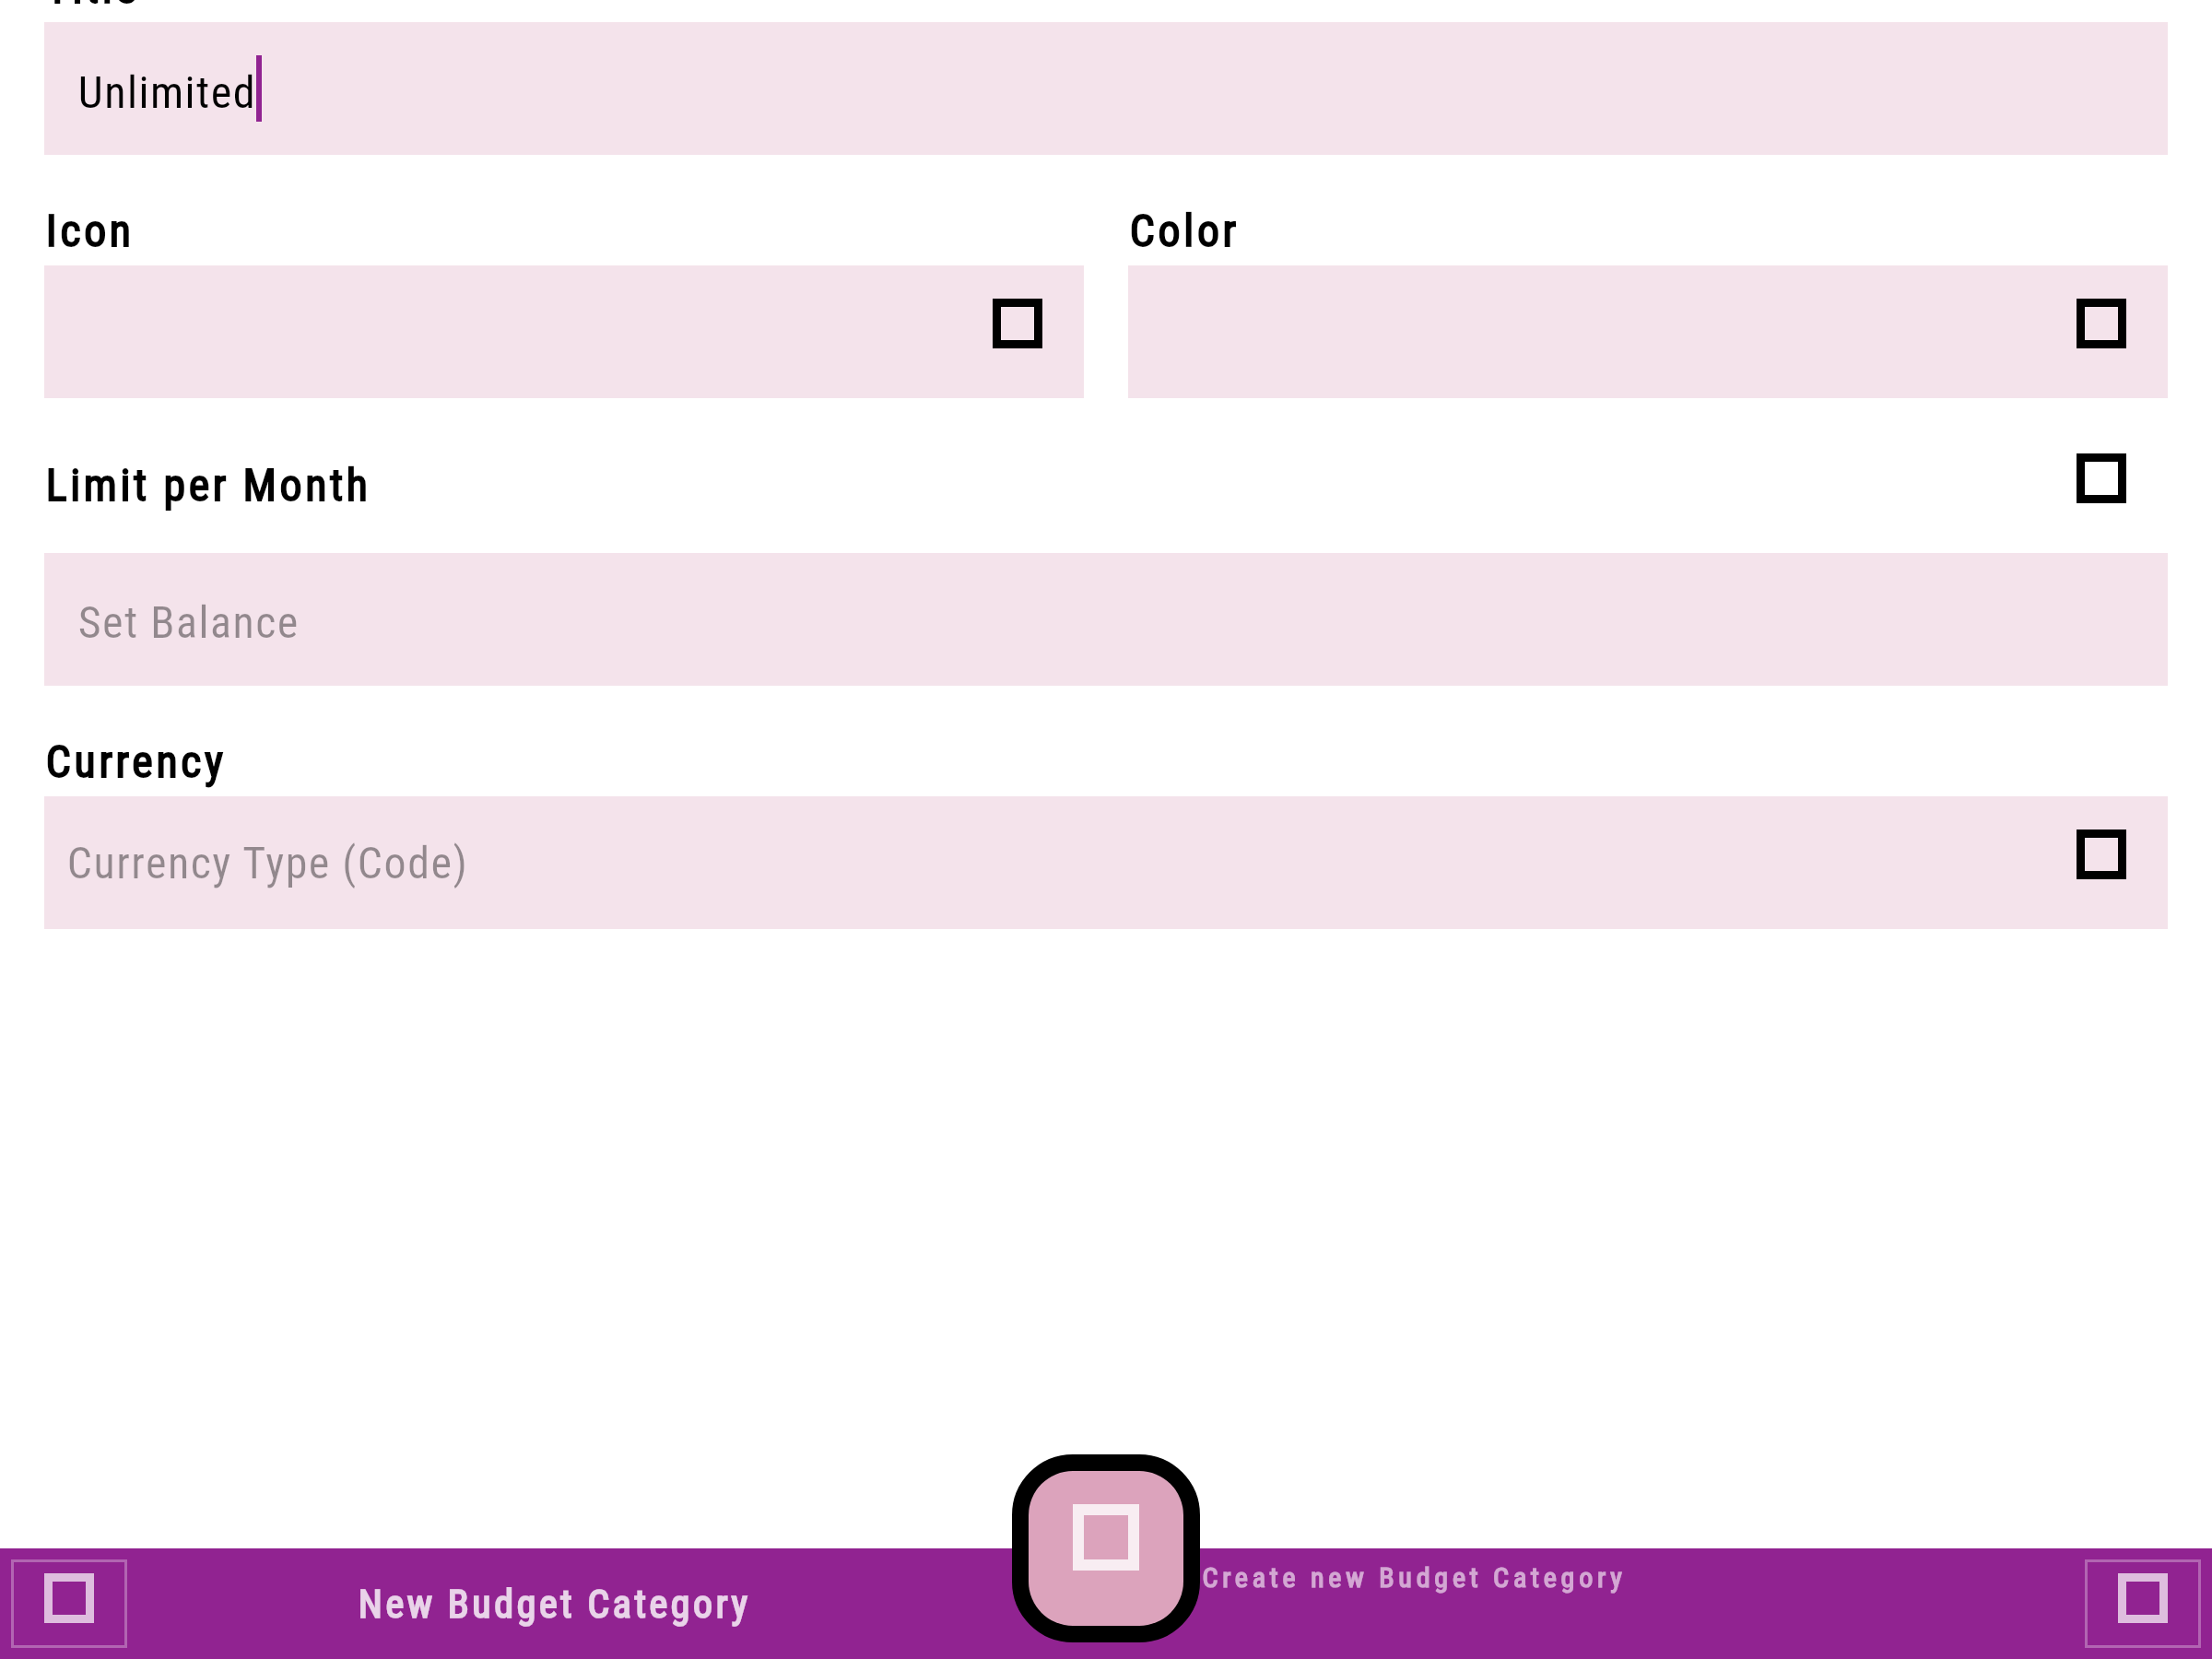 Title
Unlimited
Icon
Color
Limit per Month
Set Balance
Currency
Currency Type (Code)
New Budget Category
Create new Budget Category